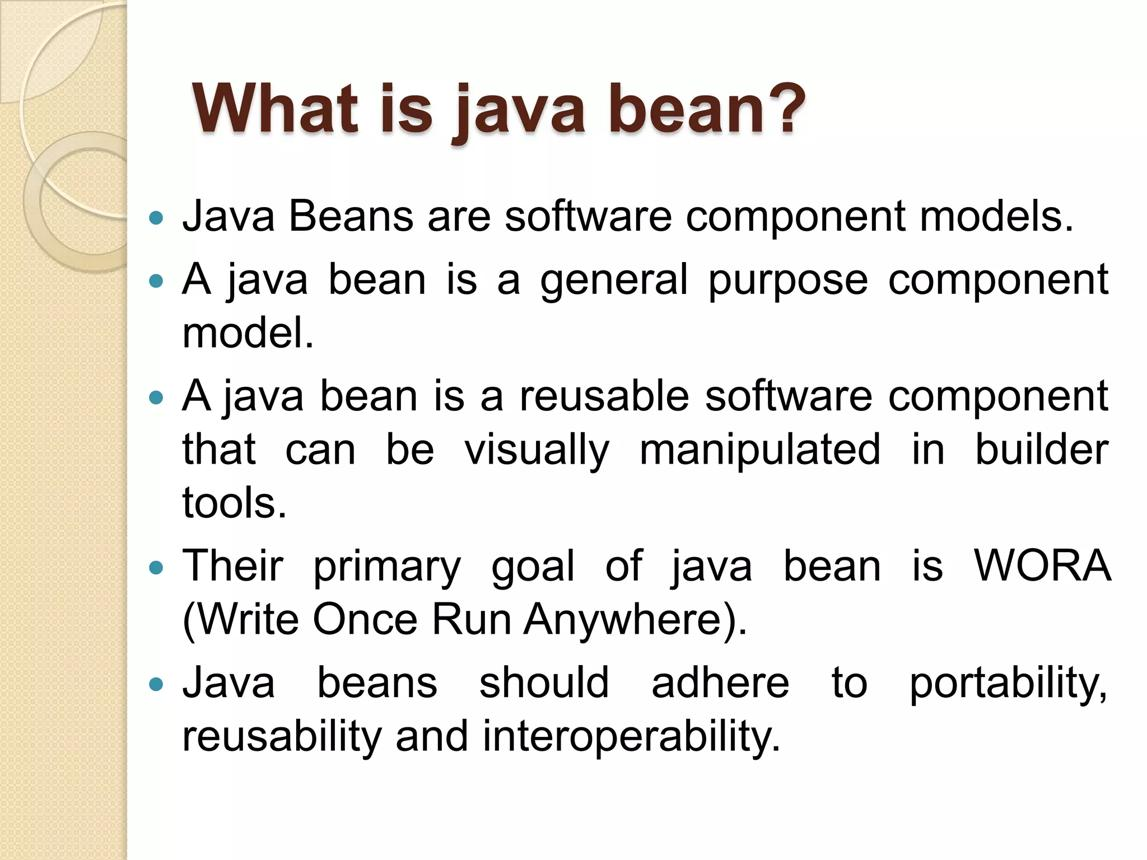 What is java bean?
• Java Beans are software component models.
• A java bean is a general purpose component
model.
• A java bean is a reusable software component
that can be visually manipulated in builder
tools.
• Their primary goal of java bean is WORA
(Write Once Run Anywhere).
• Java beans should adhere to portability,
reusability and interoperability.